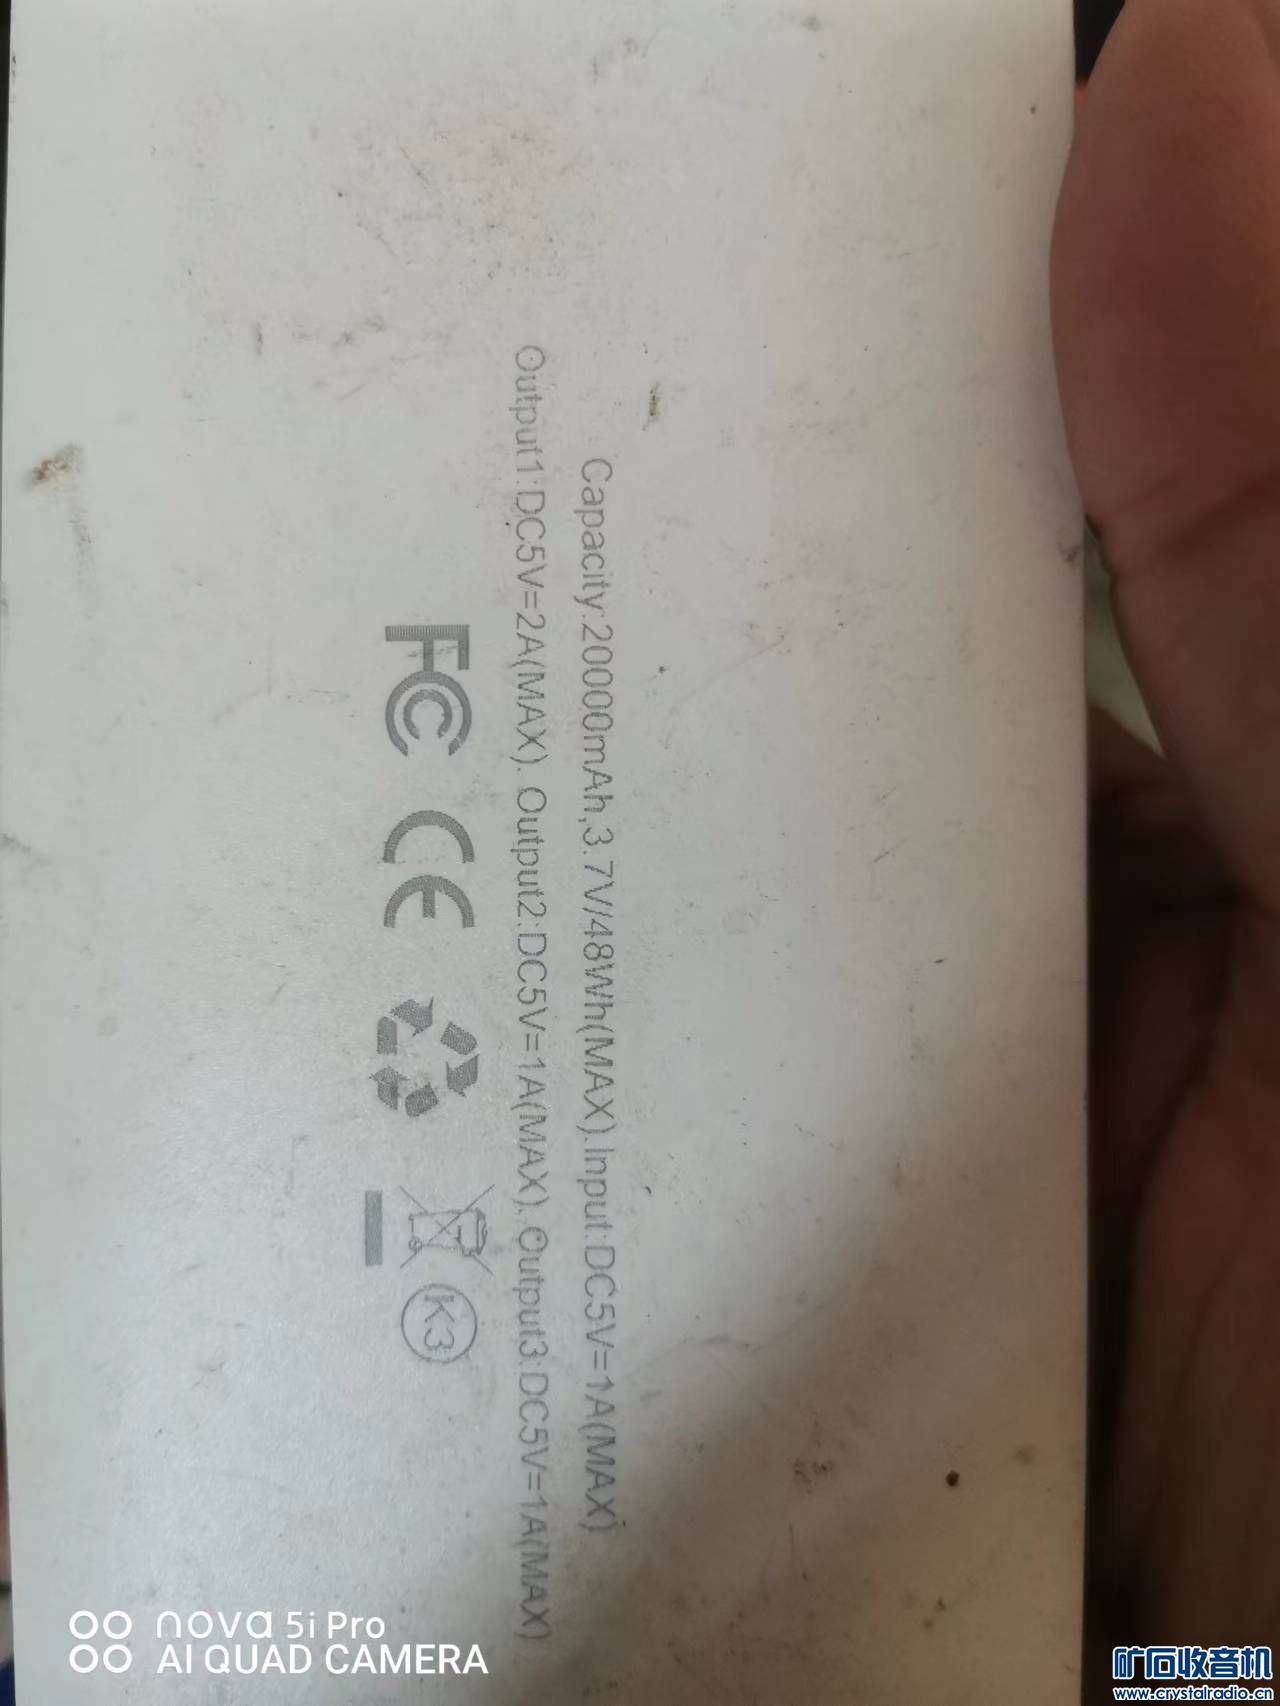 Capacity:20000mAh,3.7V/48Wh(MAX).Input:DC5V=1A(MAX)
Output1:DC5V=2A(MAX). Output2:DC5V=1A(MAX). Output3:DC5V=1A(MAX)
FC CE K3
nova 5i Pro
AI QUAD CAMERA
矿石收音机
www.crystalradio.cn